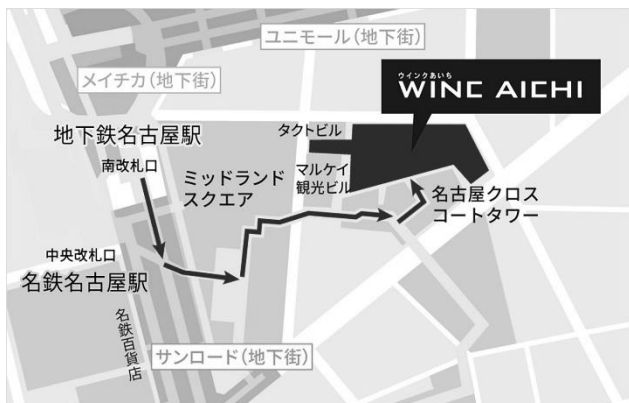 ユニモール(地下街)
メイチカ(地下街)
ウインクあいち
WINC AICHI
地下鉄名古屋駅
南改札口
タクトビル
ミッドランド
スクエア
マルケイ
観光ビル
名古屋クロス
コートタワー
中央改札口
名鉄名古屋駅
名鉄百貨店
サンロード(地下街)